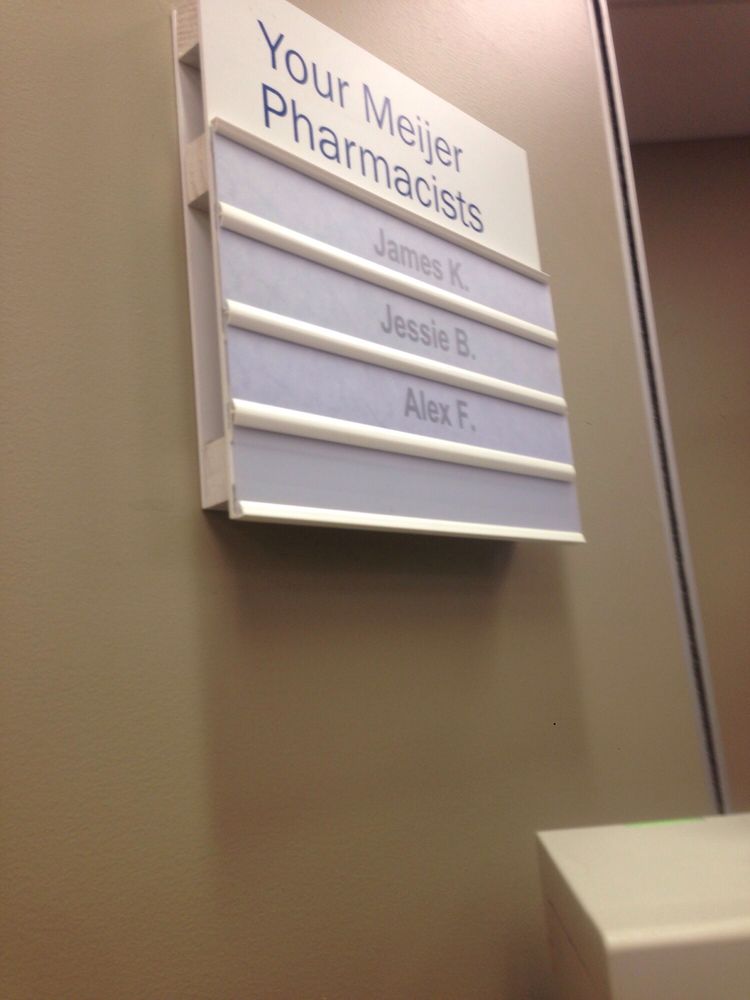 Your Meijer
Pharmacists
James K.
Jessie B.
Alex F.